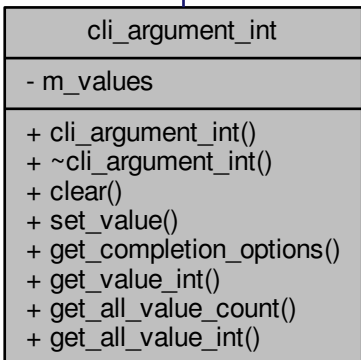 cli_argument_int
- m_values
+ cli_argument_int()
+ ~cli_argument_int()
+ clear()
+ set_value()
+ get_completion_options()
+ get_value_int()
+ get_all_value_count()
+ get_all_value_int()